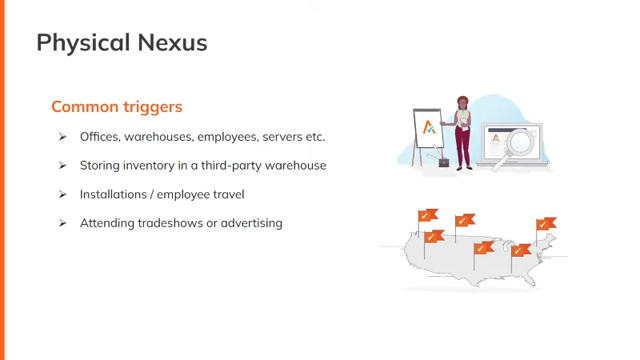 Physical Nexus
Common triggers
Offices, warehouses, employees, servers etc.
Storing inventory in a third-party warehouse
Installations / employee travel
Attending tradeshows or advertising